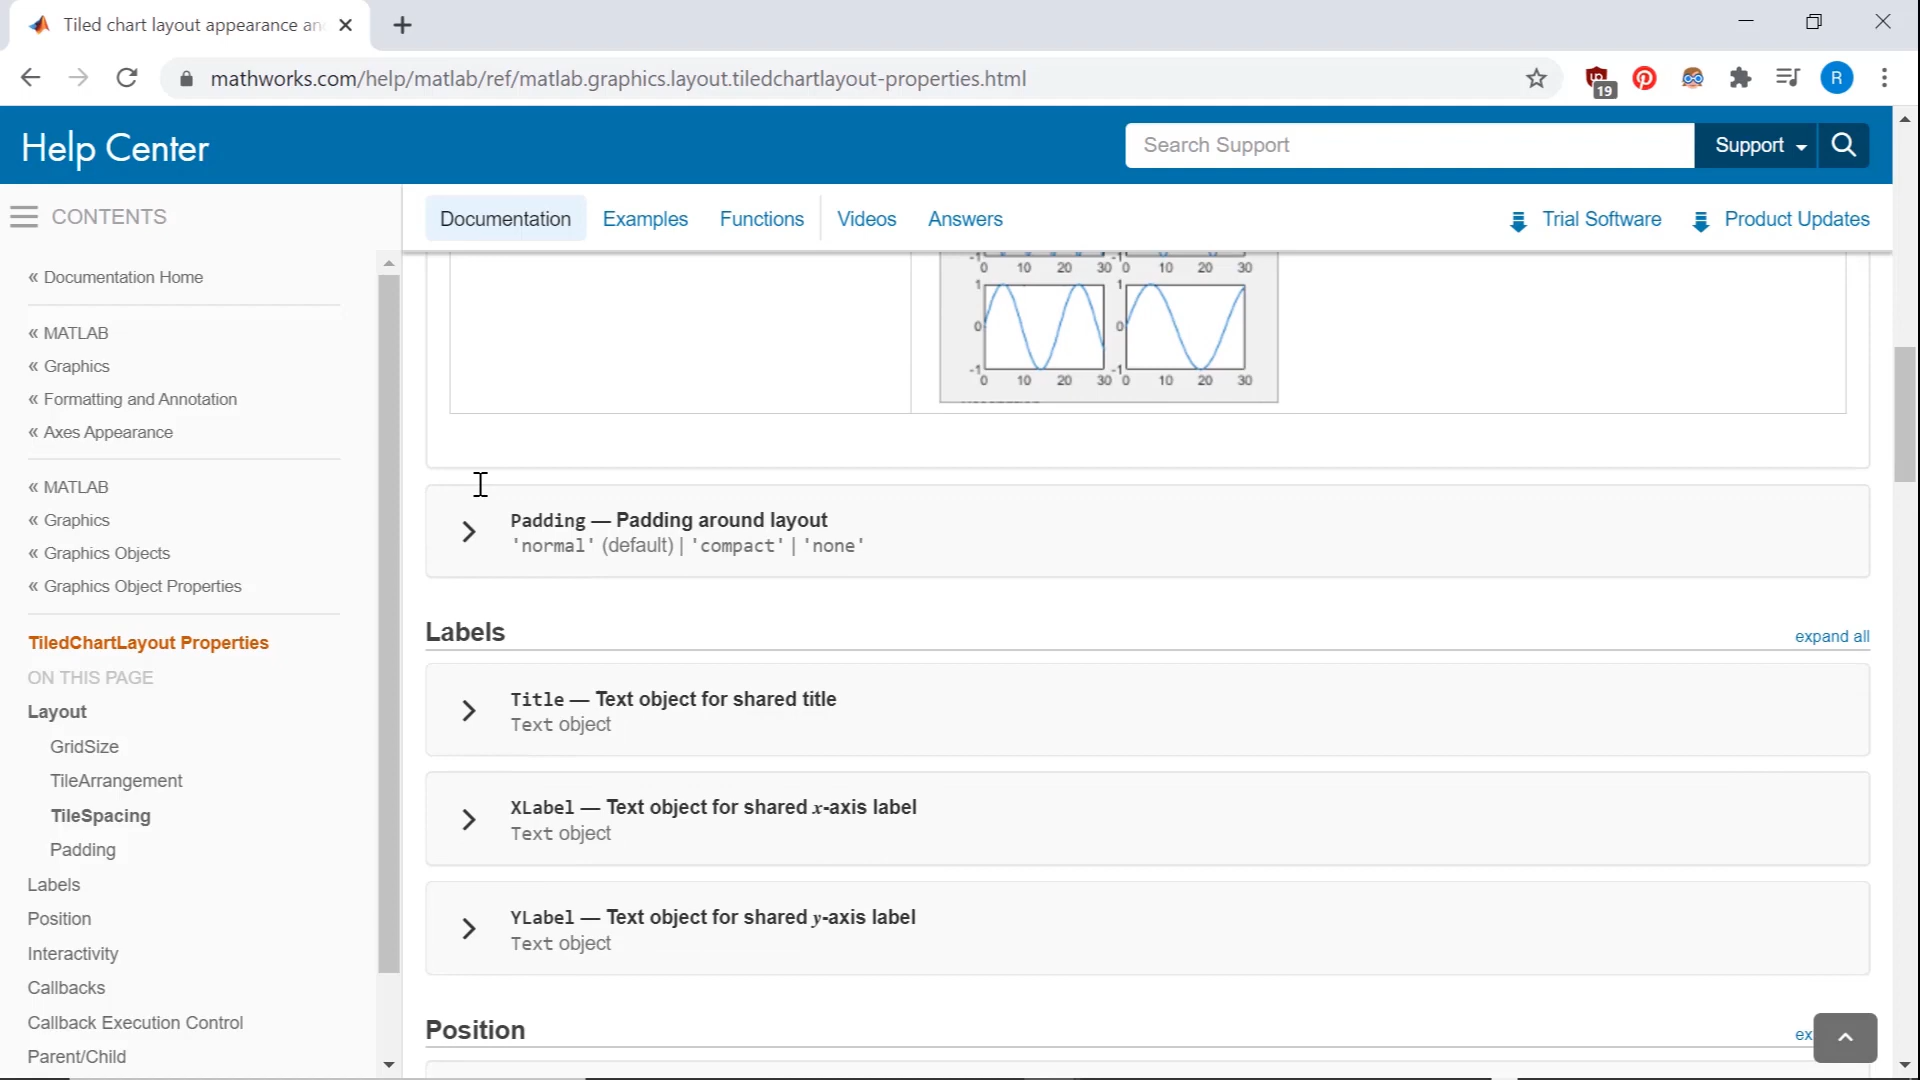 Tiled chart layout appearance an
mathworks.com/help/matlab/ref/matlab.graphics.layout.tiledchartlayout-properties.html
19
R
Help Center
Search Support
Support
CONTENTS
Documentation
Examples
Functions
Videos
Answers
Trial Software
Product Updates
« Documentation Home
« MATLAB
« Graphics
« Formatting and Annotation
« Axes Appearance
« MATLAB
« Graphics
« Graphics Objects
« Graphics Object Properties
TiledChartLayout Properties
ON THIS PAGE
Layout
GridSize
TileArrangement
TileSpacing
Padding
Labels
Position
Interactivity
Callbacks
Callback Execution Control
Parent/Child
-1 -1
0 10 20 30 0 10 20 30
1 1
0 0
-1 -1
0 10 20 30 0 10 20 30
Padding — Padding around layout
'normal' (default) | 'compact' | 'none'
Labels
expand all
Title — Text object for shared title
Text object
XLabel — Text object for shared x-axis label
Text object
YLabel — Text object for shared y-axis label
Text object
Position
ex